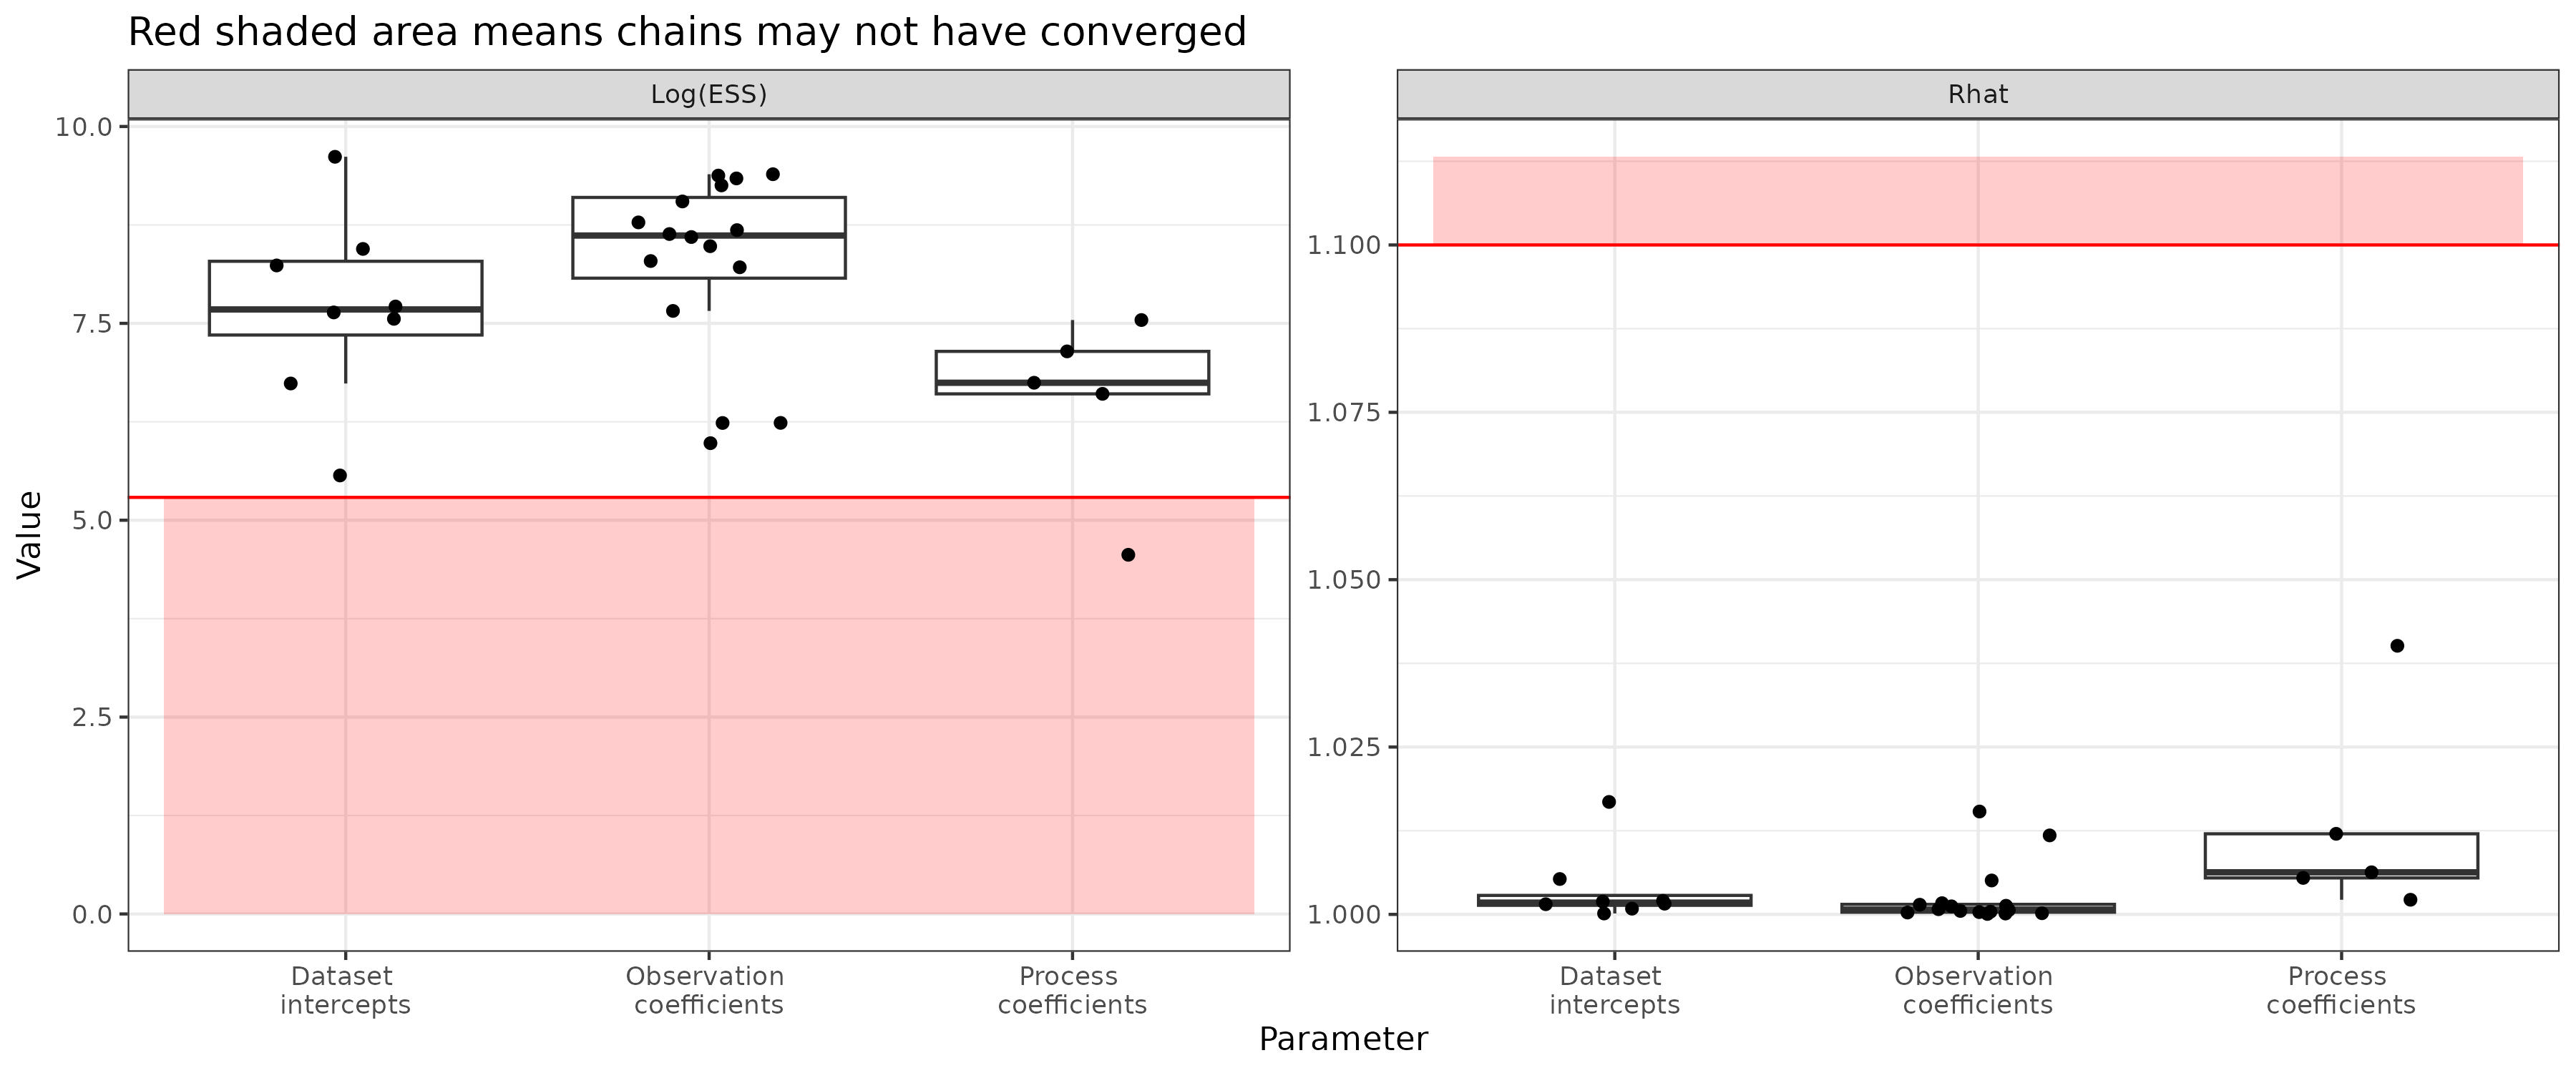 Red shaded area means chains may not have converged
Log(ESS)
Rhat
Value
10.0
7.5
5.0
2.5
0.0
1.100
1.075
1.050
1.025
1.000
Dataset
intercepts
Observation
coefficients
Process
coefficients
Dataset
intercepts
Observation
coefficients
Process
coefficients
Parameter